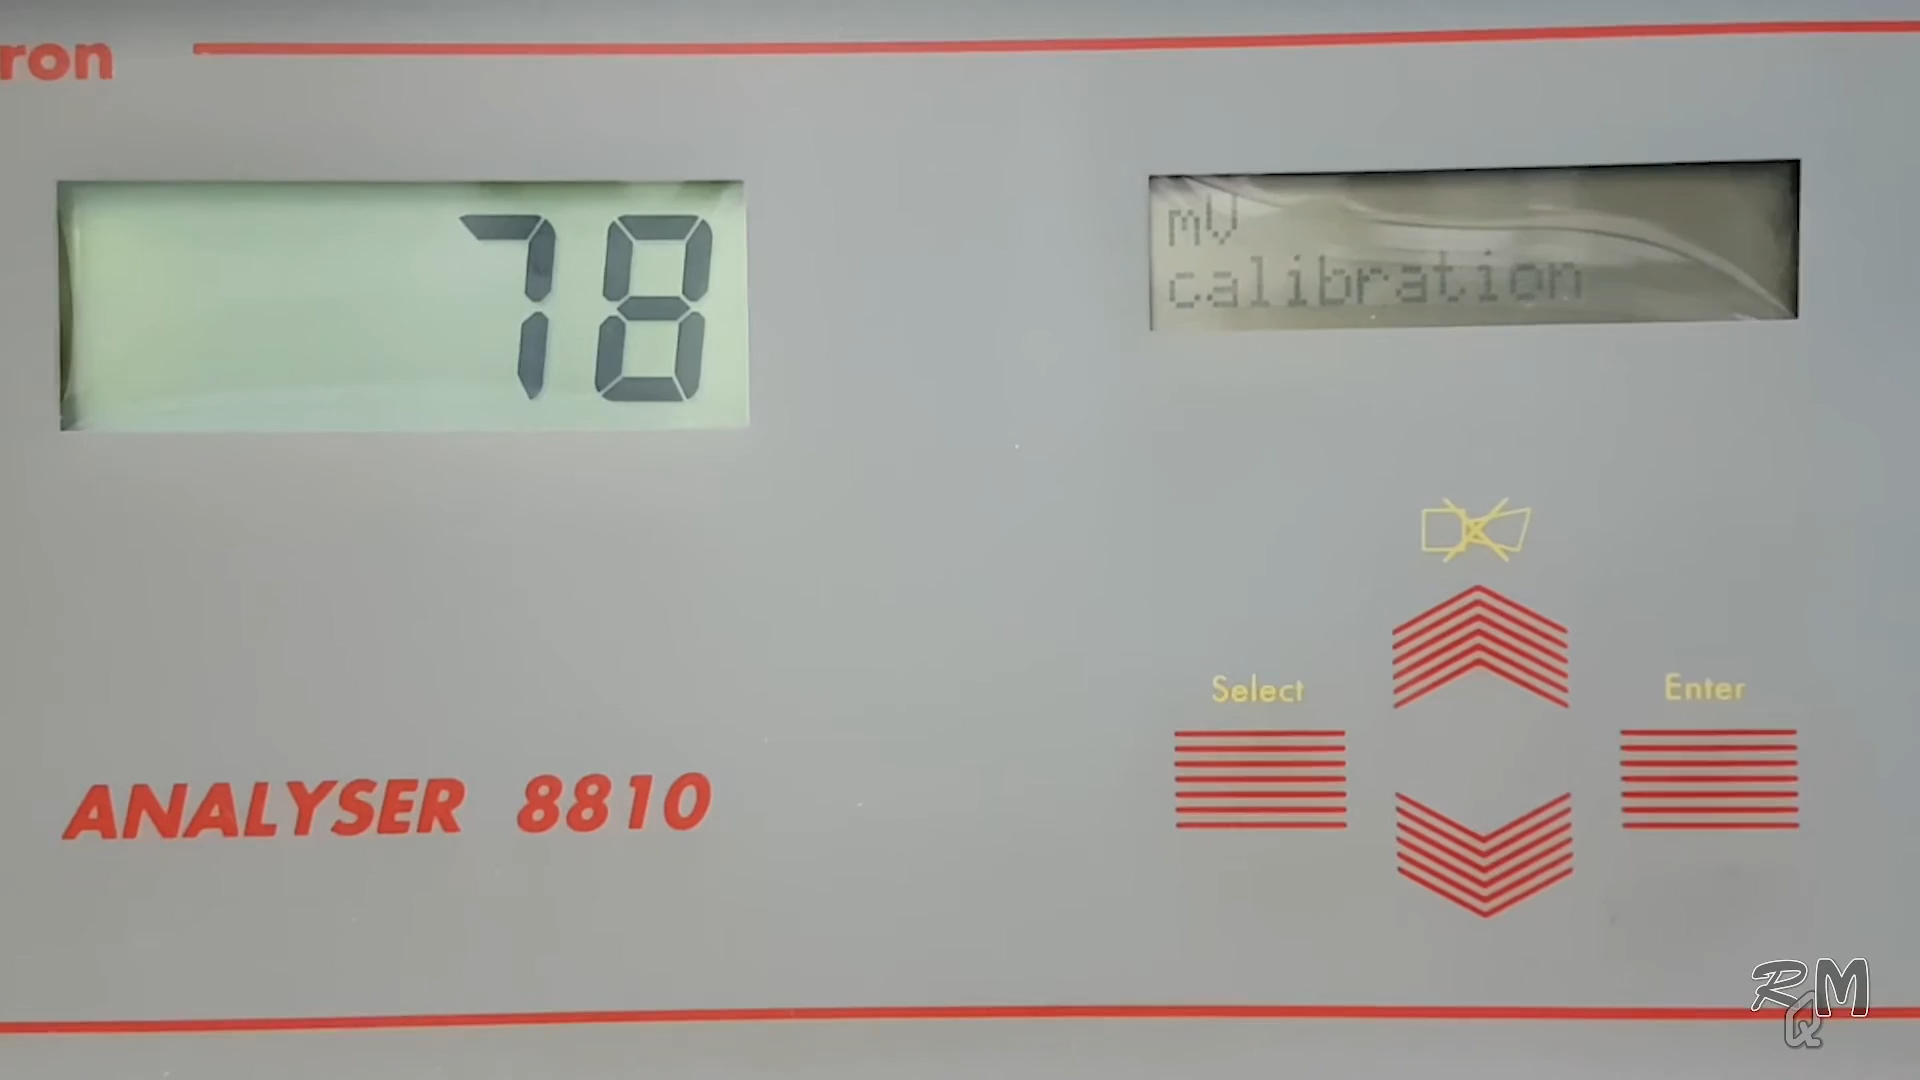 ron
78
mV
calibration
Select
Enter
ANALYSER 8810
RQM